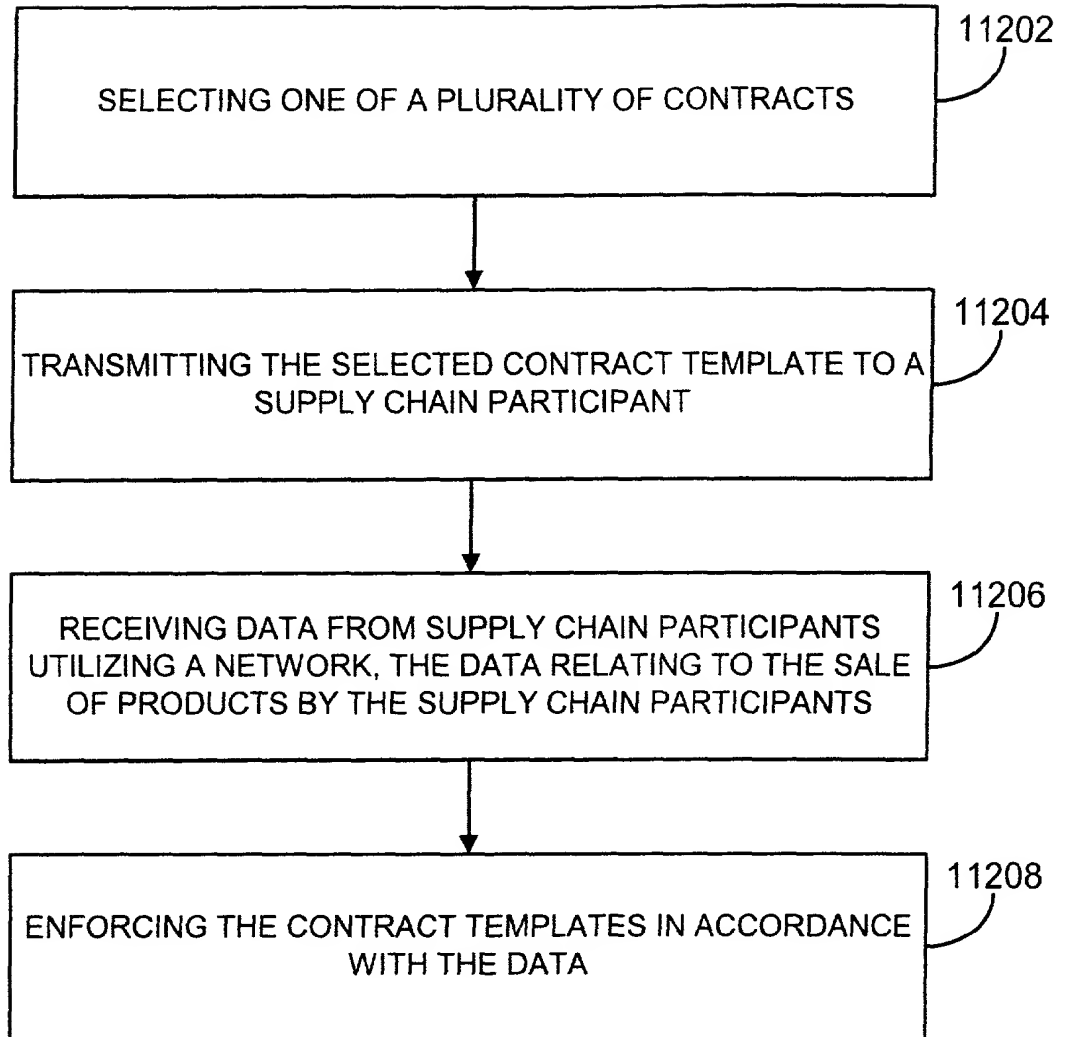 11202
SELECTING ONE OF A PLURALITY OF CONTRACTS
11204
TRANSMITTING THE SELECTED CONTRACT TEMPLATE TO A
SUPPLY CHAIN PARTICIPANT
11206
RECEIVING DATA FROM SUPPLY CHAIN PARTICIPANTS
UTILIZING A NETWORK, THE DATA RELATING TO THE SALE
OF PRODUCTS BY THE SUPPLY CHAIN PARTICIPANTS
11208
ENFORCING THE CONTRACT TEMPLATES IN ACCORDANCE
WITH THE DATA